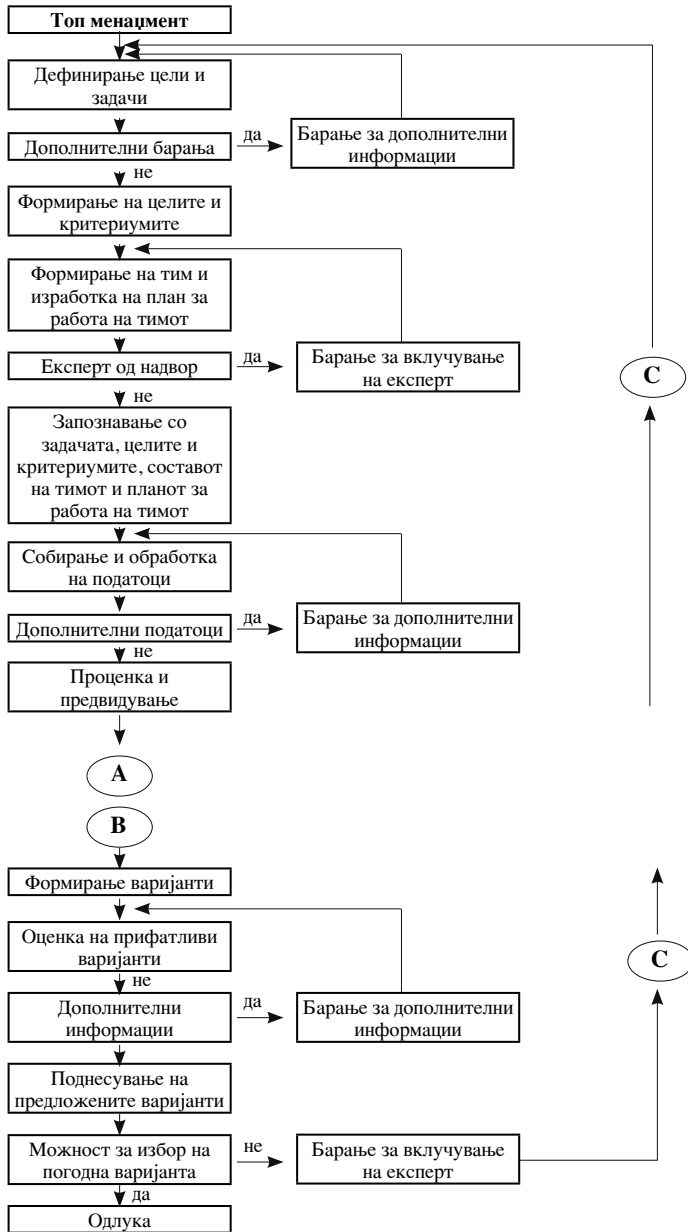 Топ менаџмент
Дефинирање цели и
задачи
Дополнителни барања
да
Барање за дополнителни
информации
не
Формирање на целите и
критериумите
Формирање на тим и
изработка на план за
работа на тимот
Експерт од надвор
да
Барање за вклучување
на експерт
C
не
Запознавање со
задачата, целите и
критериумите, составот
на тимот и планот за
работа на тимот
Собирање и обработка
на податоци
Дополнителни податоци
да
Барање за дополнителни
информации
не
Проценка и
предвидување
A
B
Формирање варијанти
Оценка на прифатливи
варијанти
C
не
Дополнителни
информации
да
Барање за дополнителни
информации
Поднесување на
предложените варијанти
Можност за избор на
погодна варијанта
не
Барање за вклучување
на експерт
да
Одлука